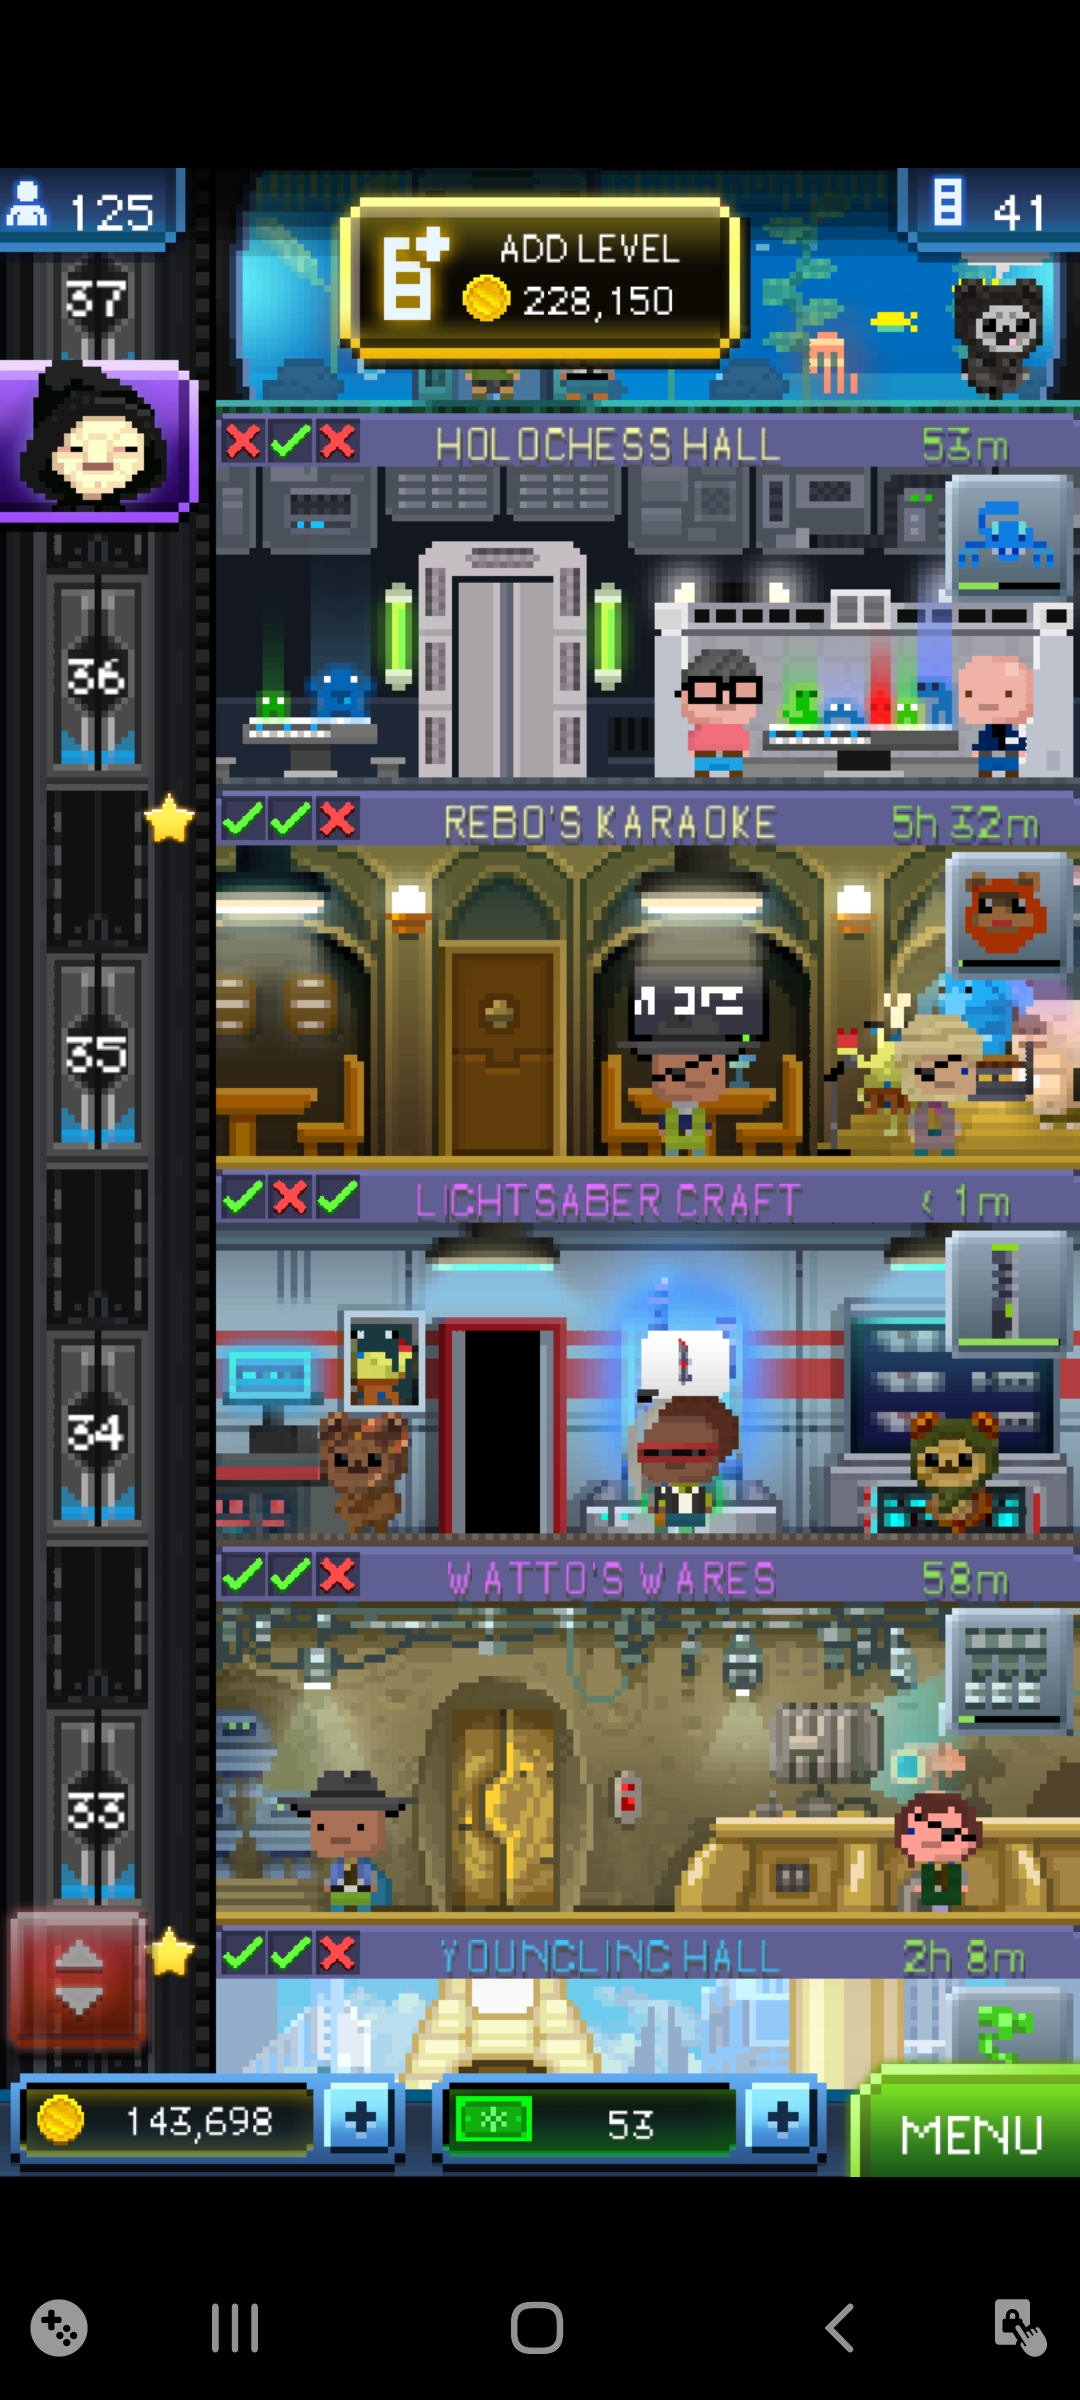 125
41
ADD LEVEL
228,150
37
HOLOCHESS HALL 53m
36
REBO'S KARAOKE 5h 32m
35
LIGHTSABER CRAFT < 1m
34
WATTO'S WARES 58m
33
YOUNGLING HALL 2h 8m
143,698
53
MENU